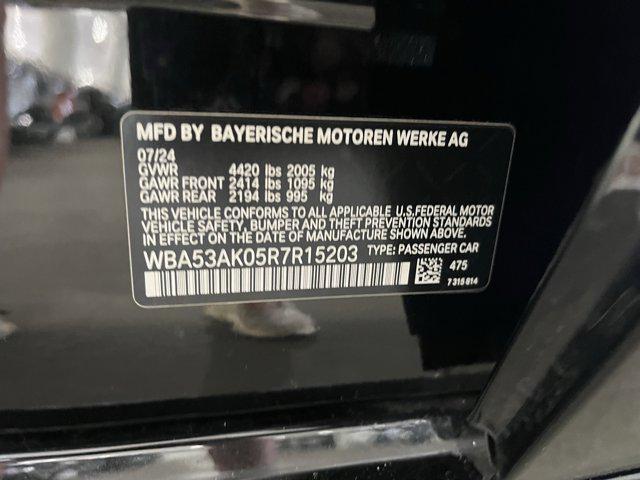 MFD BY BAYERISCHE MOTOREN WERKE AG
07/24
GVWR 4420 lbs 2005 kg
GAWR FRONT 2414 lbs 1095 kg
GAWR REAR 2194 lbs 995 kg
THIS VEHICLE CONFORMS TO ALL APPLICABLE U.S.FEDERAL MOTOR
VEHICLE SAFETY, BUMPER AND THEFT PREVENTION STANDARDS
IN EFFECT ON THE DATE OF MANUFACTURE SHOWN ABOVE.
WBA53AK05R7R15203 TYPE: PASSENGER CAR
475
7 315 814